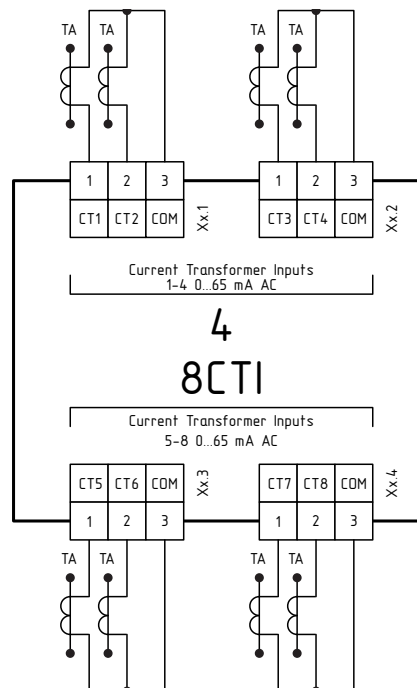 TA TA TA TA
1 2 3 1 2 3
CT1 CT2 COM Xx.1 CT3 CT4 COM Xx.2
Current Transformer Inputs
1-4 0...65 mA AC
4
8CTI
Current Transformer Inputs
5-8 0...65 mA AC
CT5 CT6 COM Xx.3 CT7 CT8 COM Xx.4
1 2 3 1 2 3
TA TA TA TA